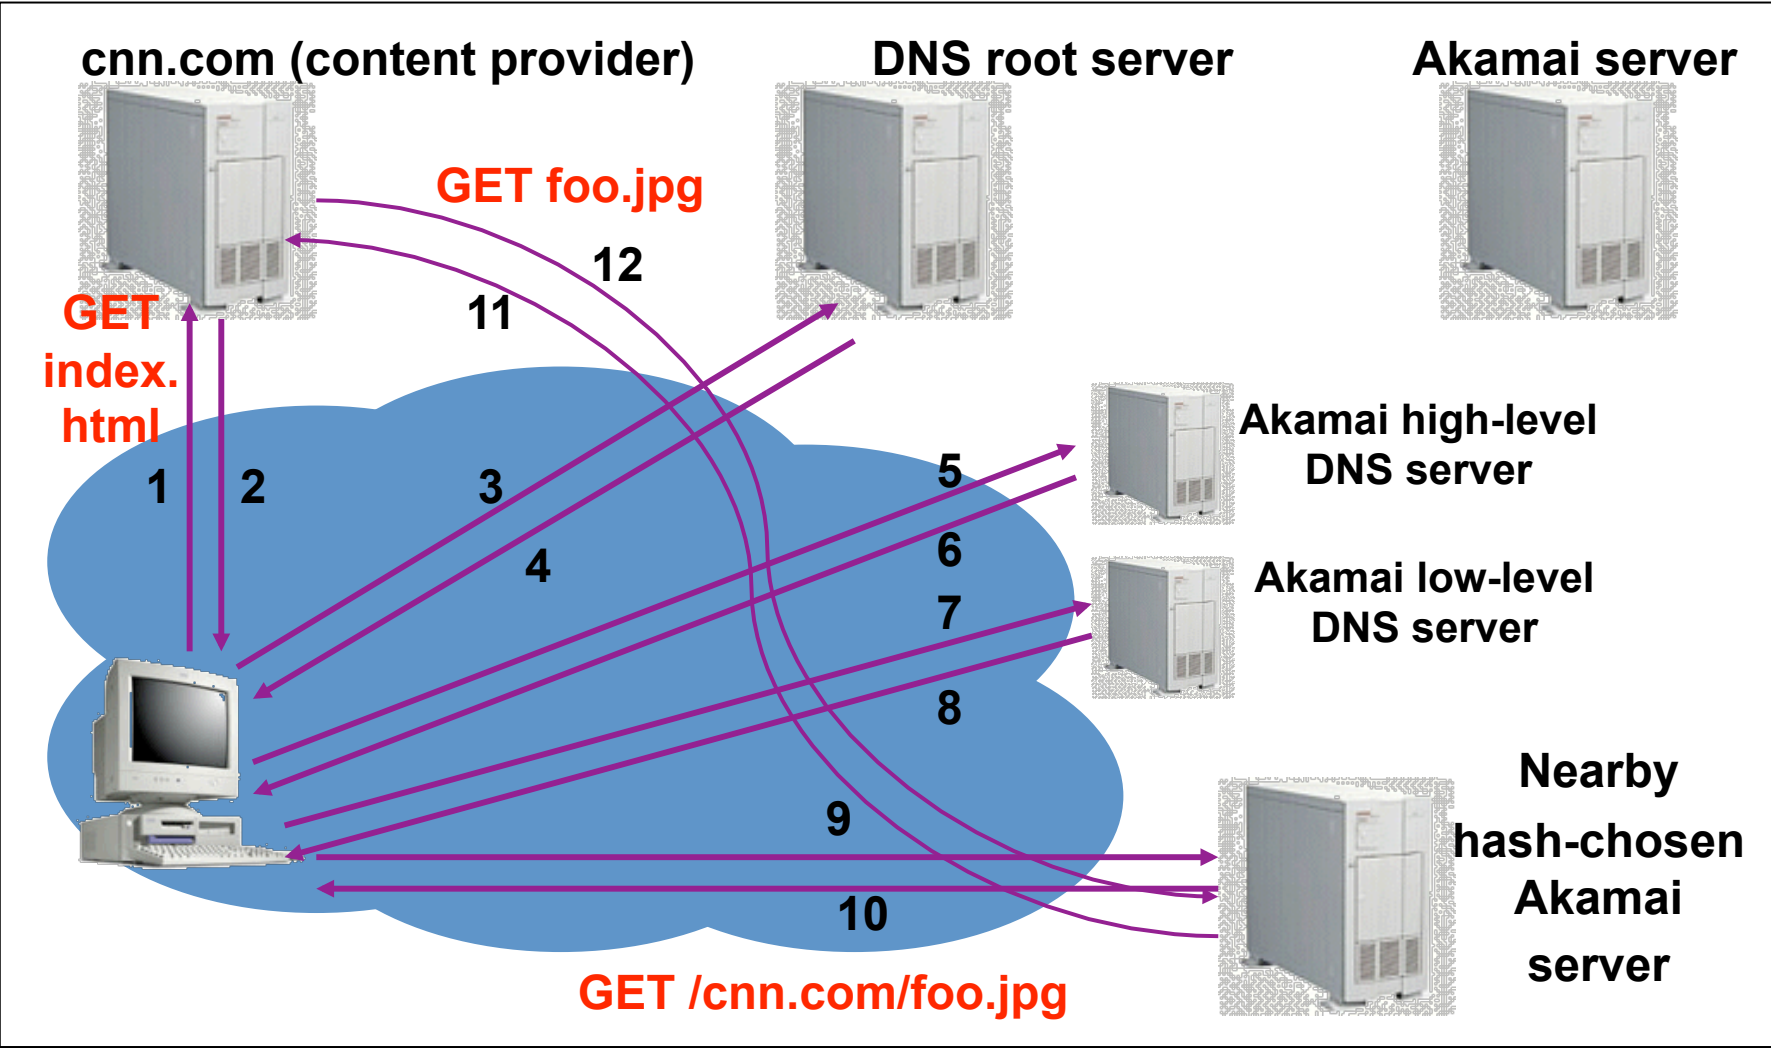 cnn.com (content provider)
DNS root server
Akamai server
GET foo.jpg
12
11
GET
index.
html
1
2
3
4
5
6
7
8
Akamai high-level
DNS server
Akamai low-level
DNS server
9
10
Nearby
hash-chosen
Akamai
server
GET /cnn.com/foo.jpg